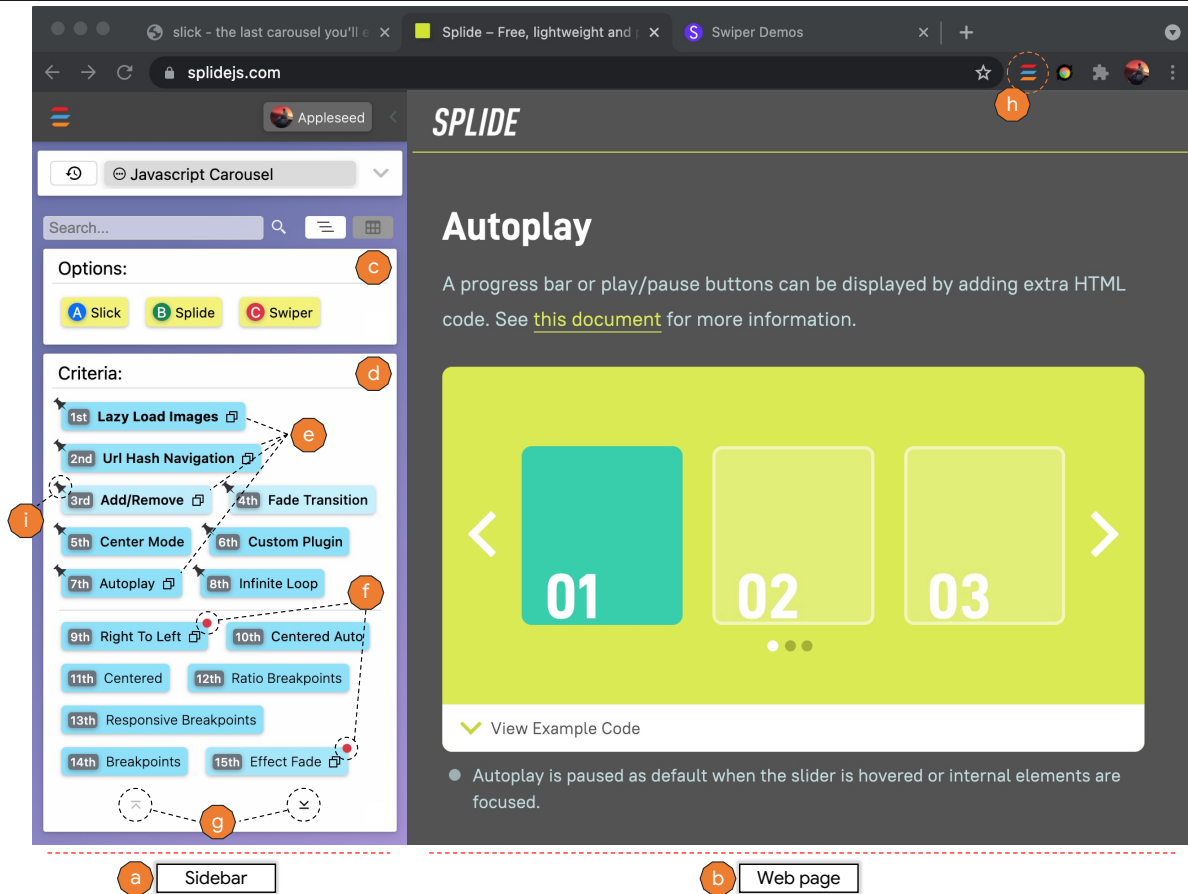 slick - the last carousel you'll e
Splide – Free, lightweight and p
S Swiper Demos
splidejs.com
h
Appleseed
SPLIDE
Javascript Carousel
Search...
Options:
c
A Slick
B Splide
C Swiper
Criteria:
d
1st Lazy Load Images
e
2nd Url Hash Navigation
3rd Add/Remove
4th Fade Transition
i
5th Center Mode
6th Custom Plugin
7th Autoplay
8th Infinite Loop
f
9th Right To Left
10th Centered Auto
11th Centered
12th Ratio Breakpoints
13th Responsive Breakpoints
14th Breakpoints
15th Effect Fade
g
Autoplay
A progress bar or play/pause buttons can be displayed by adding extra HTML
code. See this document for more information.
01
02
03
View Example Code
Autoplay is paused as default when the slider is hovered or internal elements are
focused.
a Sidebar
b Web page